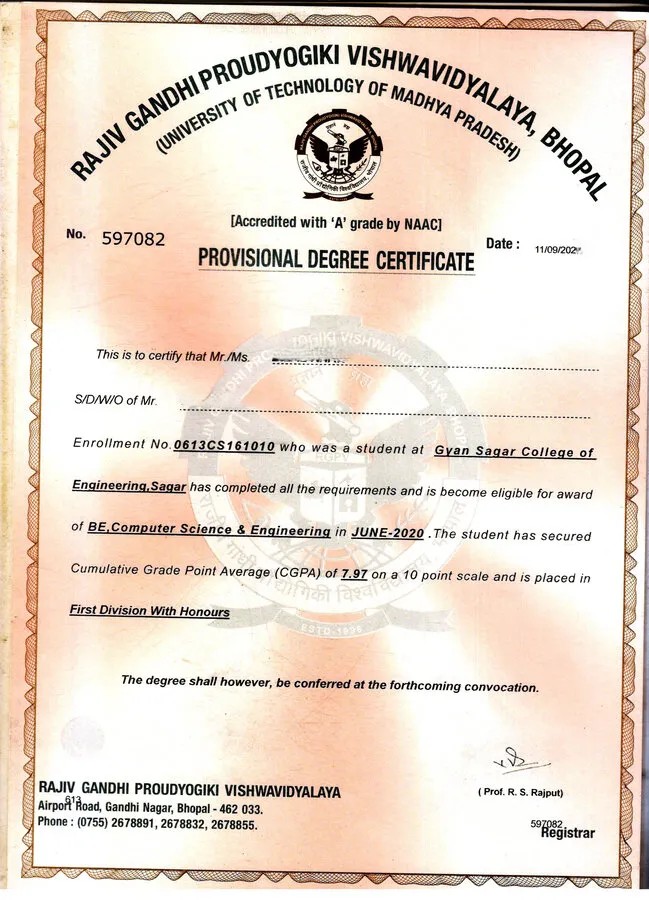 RAJIV GANDHI PROUDYOGIKI VISHWAVIDYALAYA, BHOPAL
(UNIVERSITY OF TECHNOLOGY OF MADHYA PRADESH)
[Accredited with 'A' grade by NAAC]
No. 597082
Date : 11/09/202
PROVISIONAL DEGREE CERTIFICATE
This is to certify that Mr./Ms.
S/D/W/O of Mr.
Enrollment No.0613CS161010 who was a student at Gyan Sagar College of
Engineering,Sagar has completed all the requirements and is become eligible for award
of BE,Computer Science & Engineering in JUNE-2020 .The student has secured
Cumulative Grade Point Average (CGPA) of 7.97 on a 10 point scale and is placed in
First Division With Honours
ESTD-1998
The degree shall however, be conferred at the forthcoming convocation.
RAJIV GANDHI PROUDYOGIKI VISHWAVIDYALAYA
613
Airport Road, Gandhi Nagar, Bhopal - 462 033.
Phone : (0755) 2678891, 2678832, 2678855.
( Prof. R. S. Rajput)
597082
Registrar